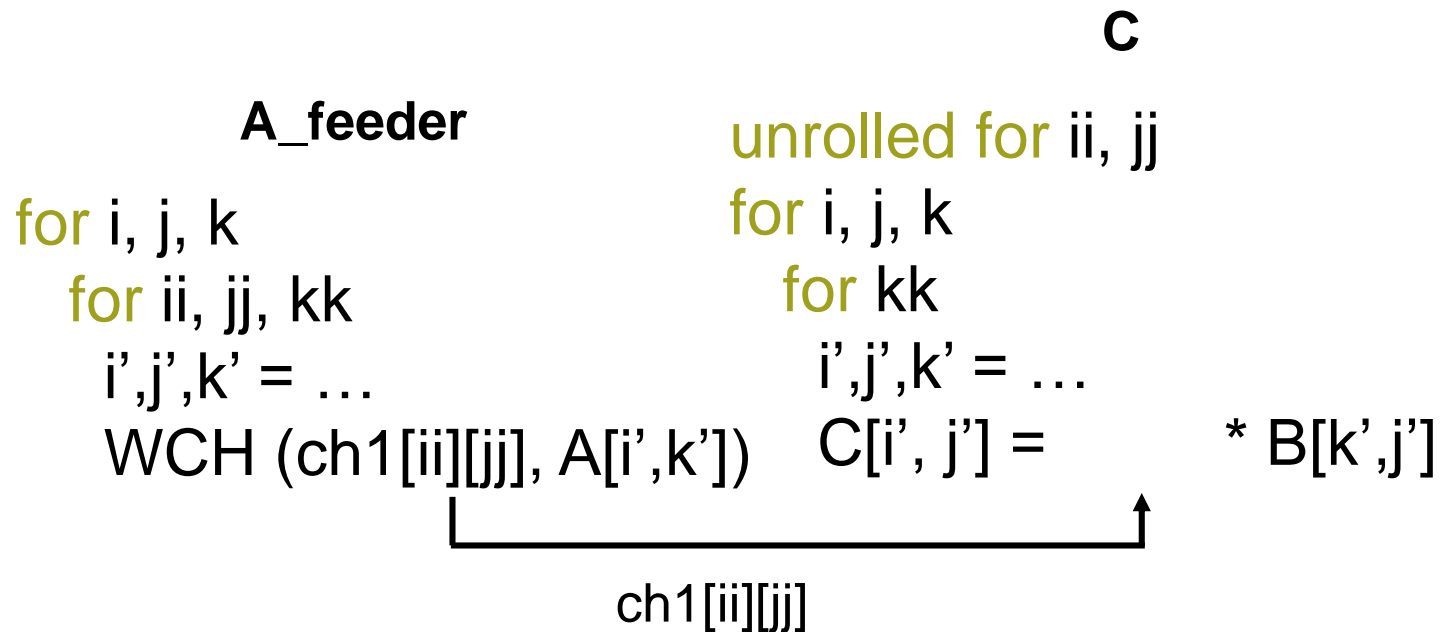 A_feeder
for i, j, k
for ii, jj, kk
i’,j’,k’ = …
WCH (ch1[ii][jj], A[i’,k’])
C
unrolled for ii, jj
for i, j, k
for kk
i’,j’,k’ = …
C[i’, j’] = * B[k’,j’]
ch1[ii][jj]